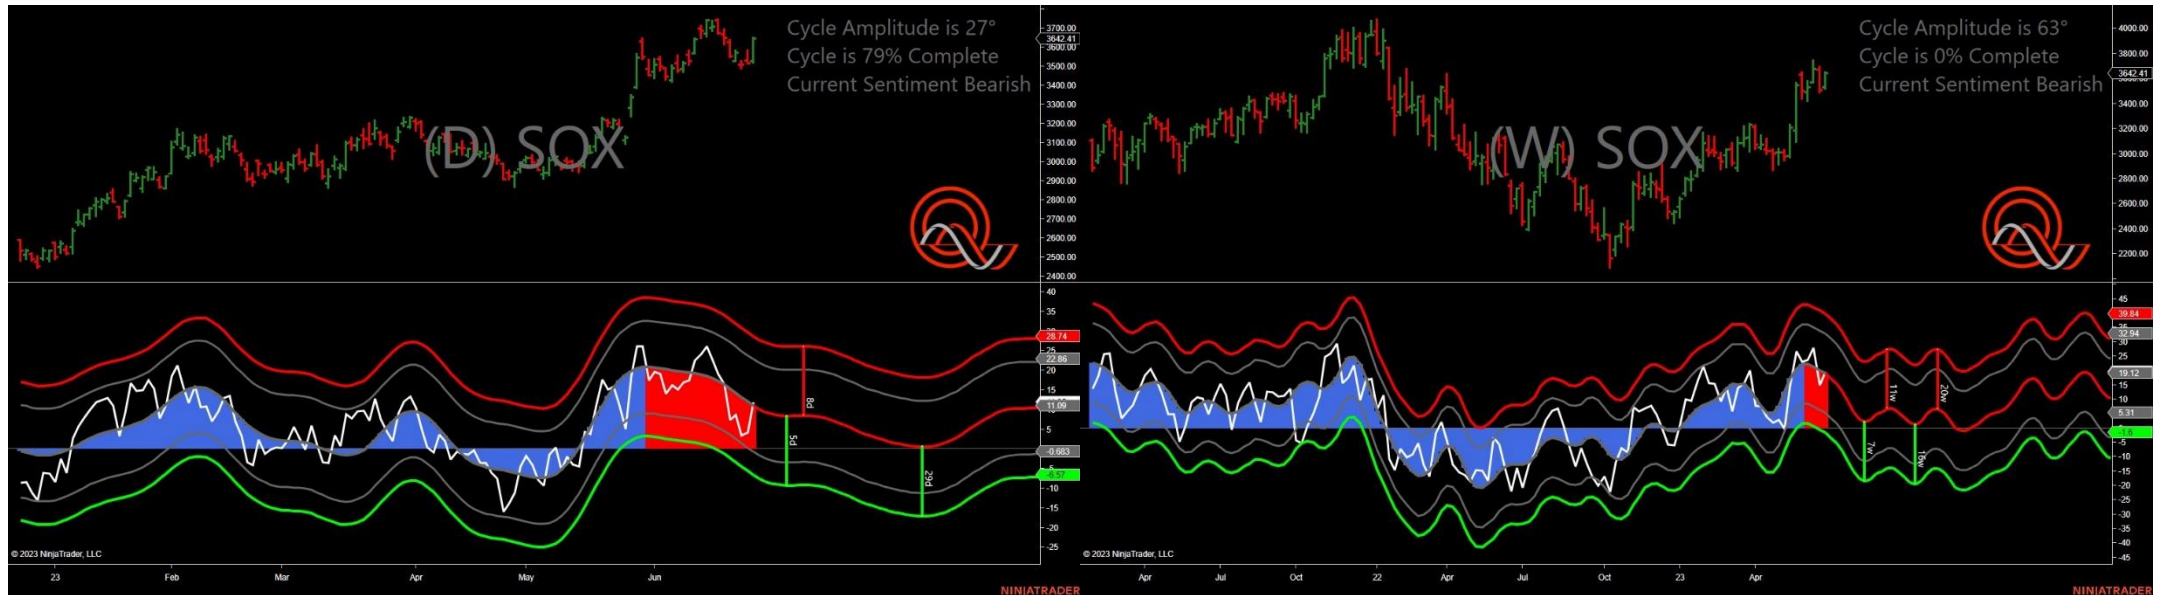 Cycle Amplitude is 27°
Cycle is 79% Complete
Current Sentiment Bearish
(D) SOX
3700.00
3642.41
3600.00
3500.00
3400.00
3300.00
3200.00
3100.00
3000.00
2900.00
2800.00
2700.00
2600.00
2500.00
2400.00
40
35
28.74
25
22.86
20
15
11.09
5
-0.683
-6.57
-10
-15
-20
-25
8d
5d
29d
© 2023 NinjaTrader, LLC
23
Feb
Mar
Apr
May
Jun
NINJATRADER
Cycle Amplitude is 63°
Cycle is 0% Complete
Current Sentiment Bearish
(W) SOX
4000.00
3800.00
3642.41
3400.00
3200.00
3000.00
2800.00
2600.00
2400.00
2200.00
45
39.84
32.94
30
25
19.12
15
10
5.31
-1.6
-5
-10
-15
-20
-25
-30
-35
-40
-45
11w
20w
7w
© 2023 NinjaTrader, LLC
Apr
Jul
Oct
22
Apr
Jul
Oct
23
Apr
NINJATRADER